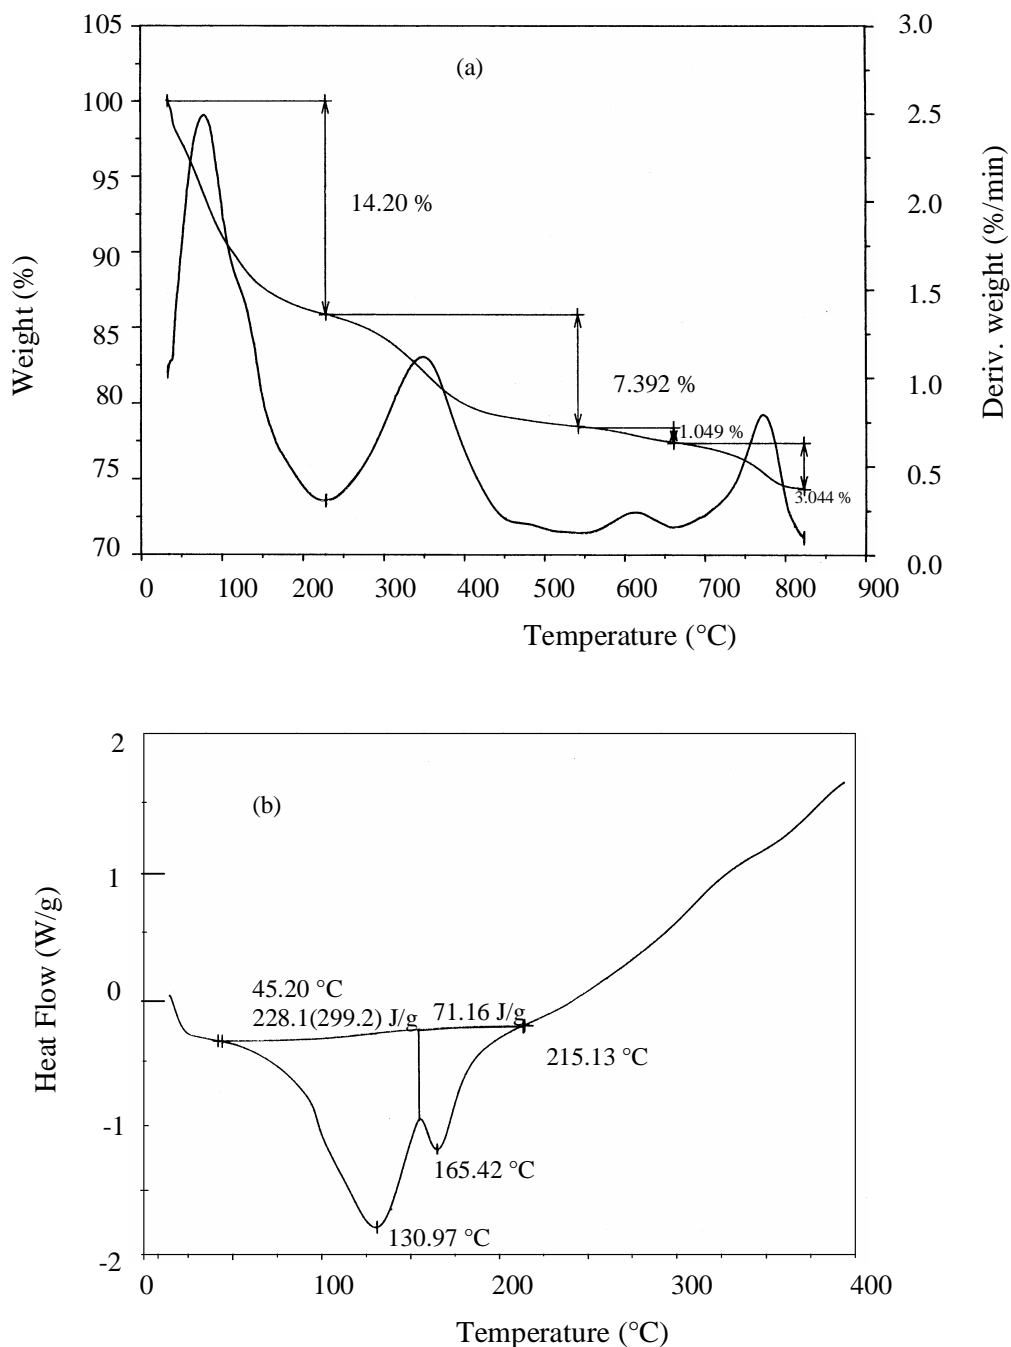 105
3.0
(a)
100
2.5
95
14.20 %
2.0
90
1.5
85
7.392 %
1.0
80
1.049 %
0.5
75
3.044 %
70
0.0
0 100 200 300 400 500 600 700 800 900
Temperature (°C)
Weight (%)
Deriv. weight (%/min)
2
(b)
1
0
45.20 °C
228.1(299.2) J/g
71.16 J/g
215.13 °C
-1
165.42 °C
130.97 °C
-2
0 100 200 300 400
Temperature (°C)
Heat Flow (W/g)